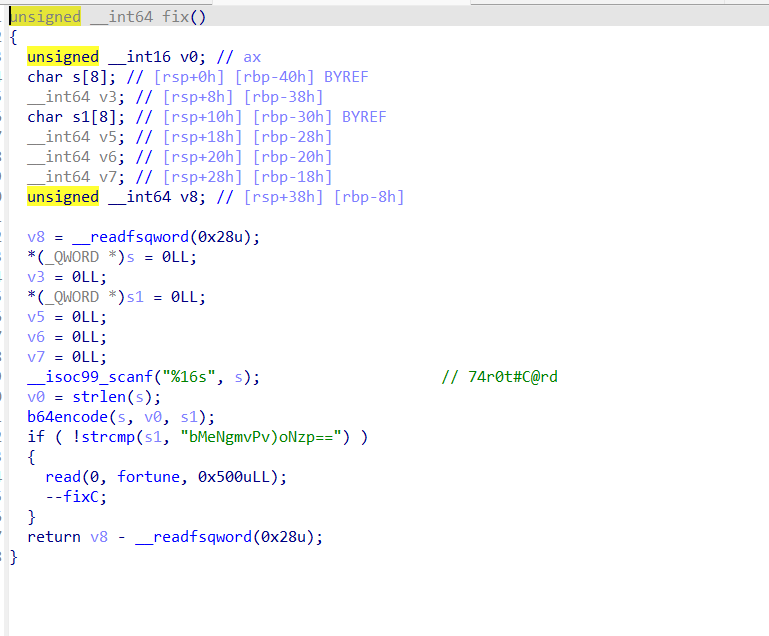 unsigned __int64 fix()
{
  unsigned __int16 v0; // ax
  char s[8]; // [rsp+0h] [rbp-40h] BYREF
  __int64 v3; // [rsp+8h] [rbp-38h]
  char s1[8]; // [rsp+10h] [rbp-30h] BYREF
  __int64 v5; // [rsp+18h] [rbp-28h]
  __int64 v6; // [rsp+20h] [rbp-20h]
  __int64 v7; // [rsp+28h] [rbp-18h]
  unsigned __int64 v8; // [rsp+38h] [rbp-8h]
  v8 = __readfsqword(0x28u);
  *(_QWORD *)s = 0LL;
  v3 = 0LL;
  *(_QWORD *)s1 = 0LL;
  v5 = 0LL;
  v6 = 0LL;
  v7 = 0LL;
  __isoc99_scanf("%16s", s); // 74r0t#C@rd
  v0 = strlen(s);
  b64encode(s, v0, s1);
  if ( !strcmp(s1, "bMeNgmvPv)oNzp==") )
  {
    read(0, fortune, 0x500uLL);
    --fixC;
  }
  return v8 - __readfsqword(0x28u);
}